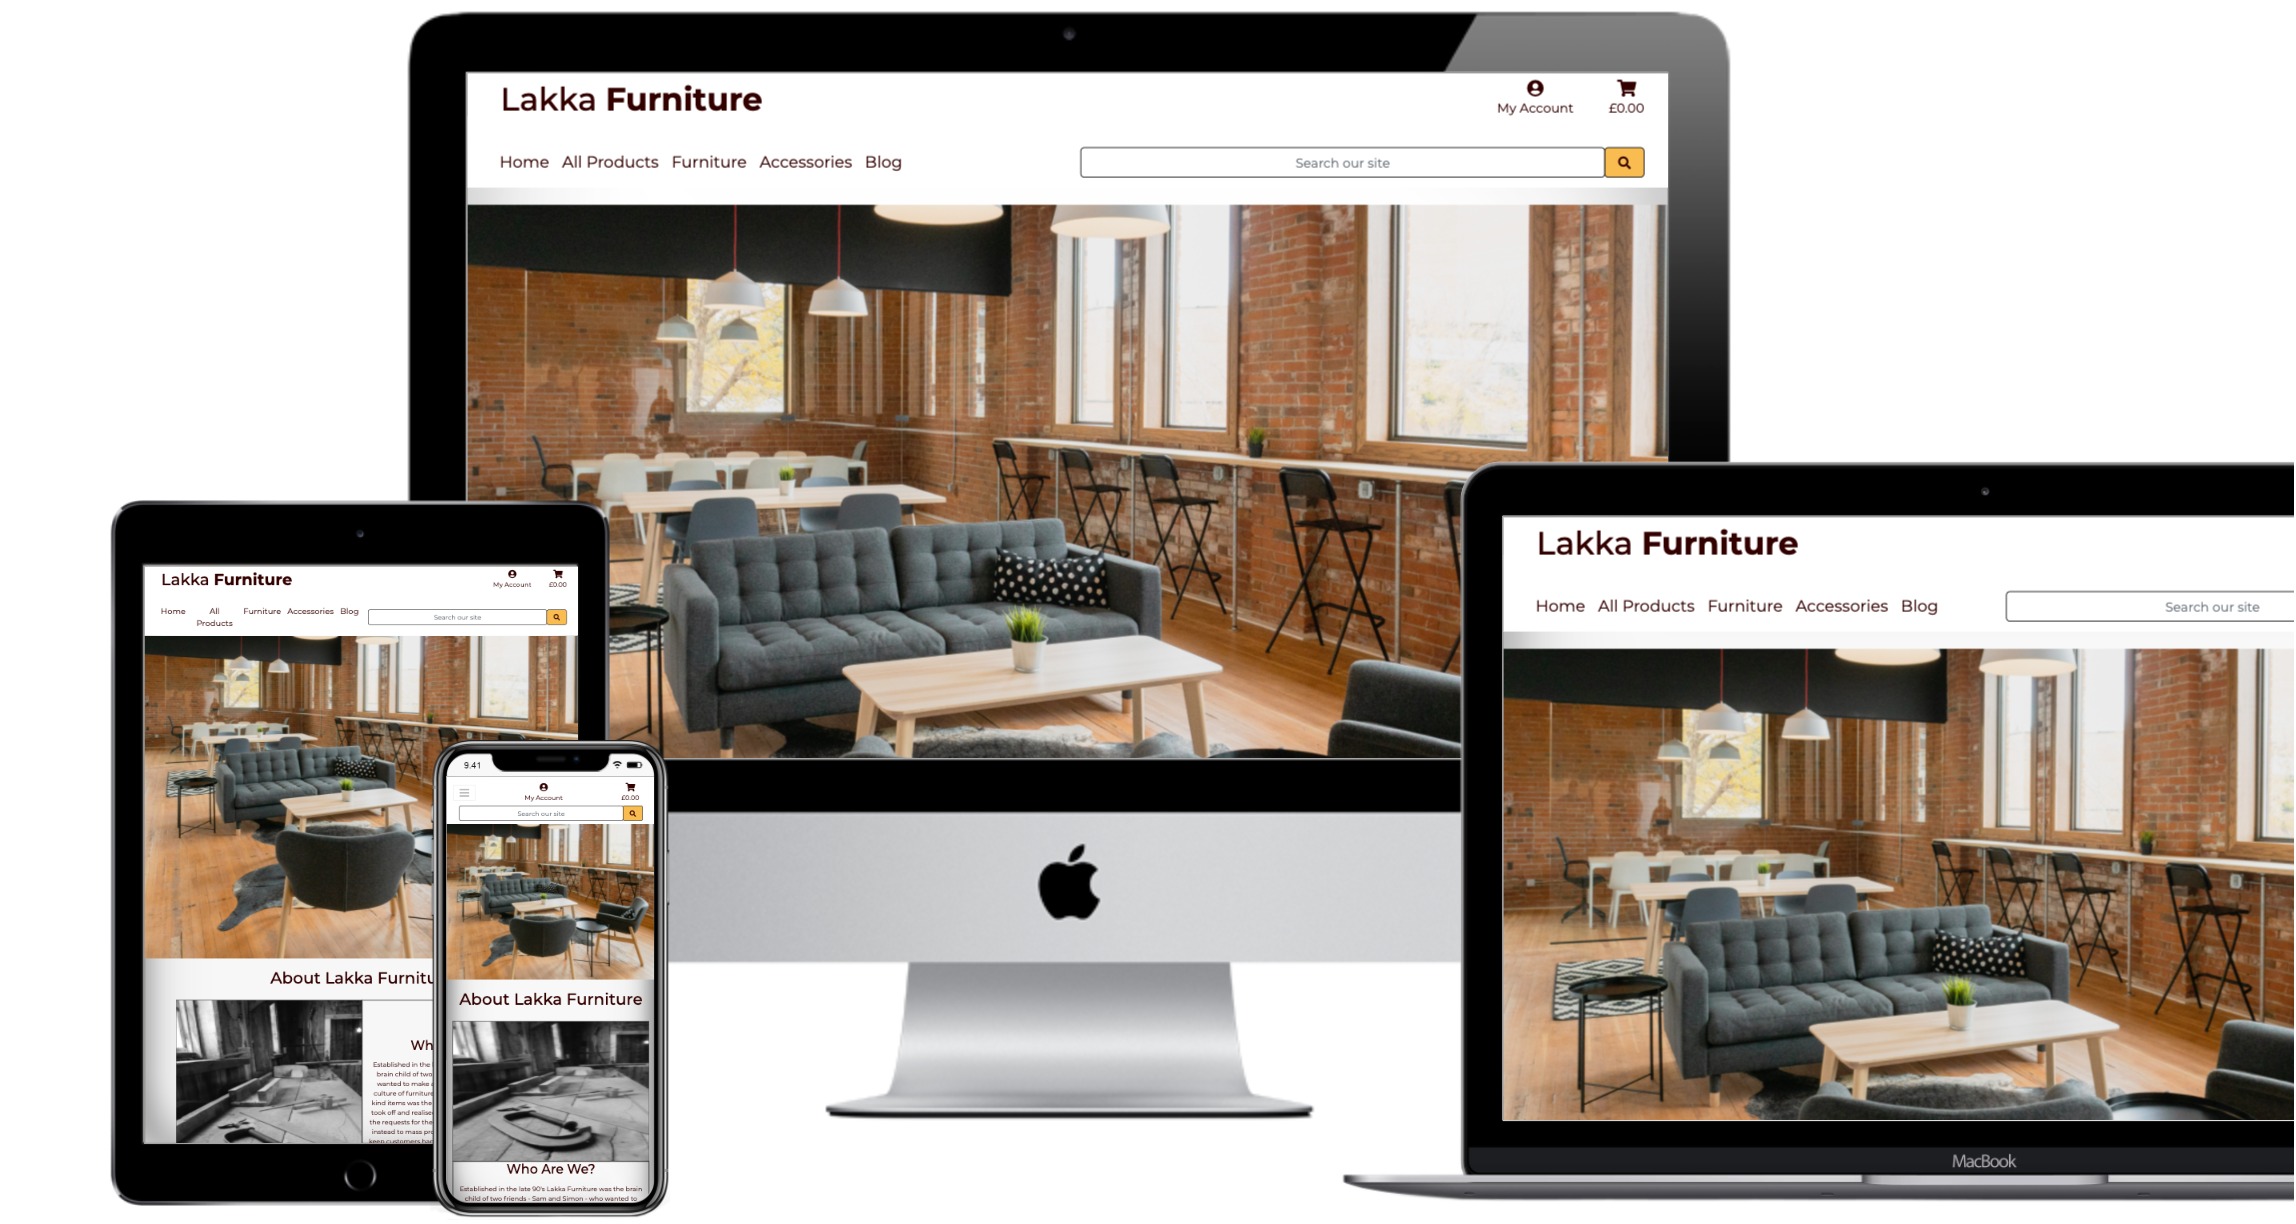 Lakka Furniture
My Account £0.00
Home All Products Furniture Accessories Blog
Search our site
Lakka Furniture
My Account £0.00
Home All Products Furniture Accessories Blog
Search our site
About Lakka Furnitu
Wh
Established in the
brain child of two
wanted to make
culture of furniture
kind items was the
took off and realise
the requests for the
instead to mass pr
keep customers ha
9.41
My Account £0.00
Search our site
About Lakka Furniture
Who Are We?
Established in the late 90's Lakka Furniture was the brain
child of two friends - Sam and Simon - who wanted to
Lakka Furniture
Home All Products Furniture Accessories Blog
Search our site
MacBook